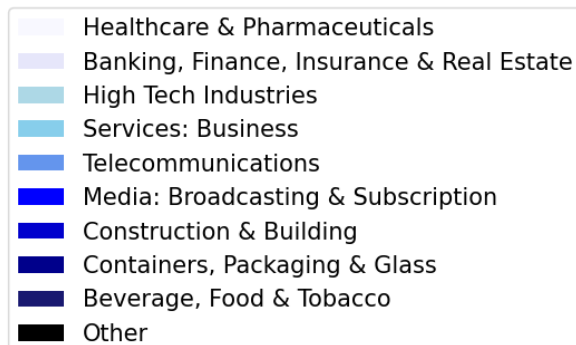 Healthcare & Pharmaceuticals
Banking, Finance, Insurance & Real Estate
High Tech Industries
Services: Business
Telecommunications
Media: Broadcasting & Subscription
Construction & Building
Containers, Packaging & Glass
Beverage, Food & Tobacco
Other